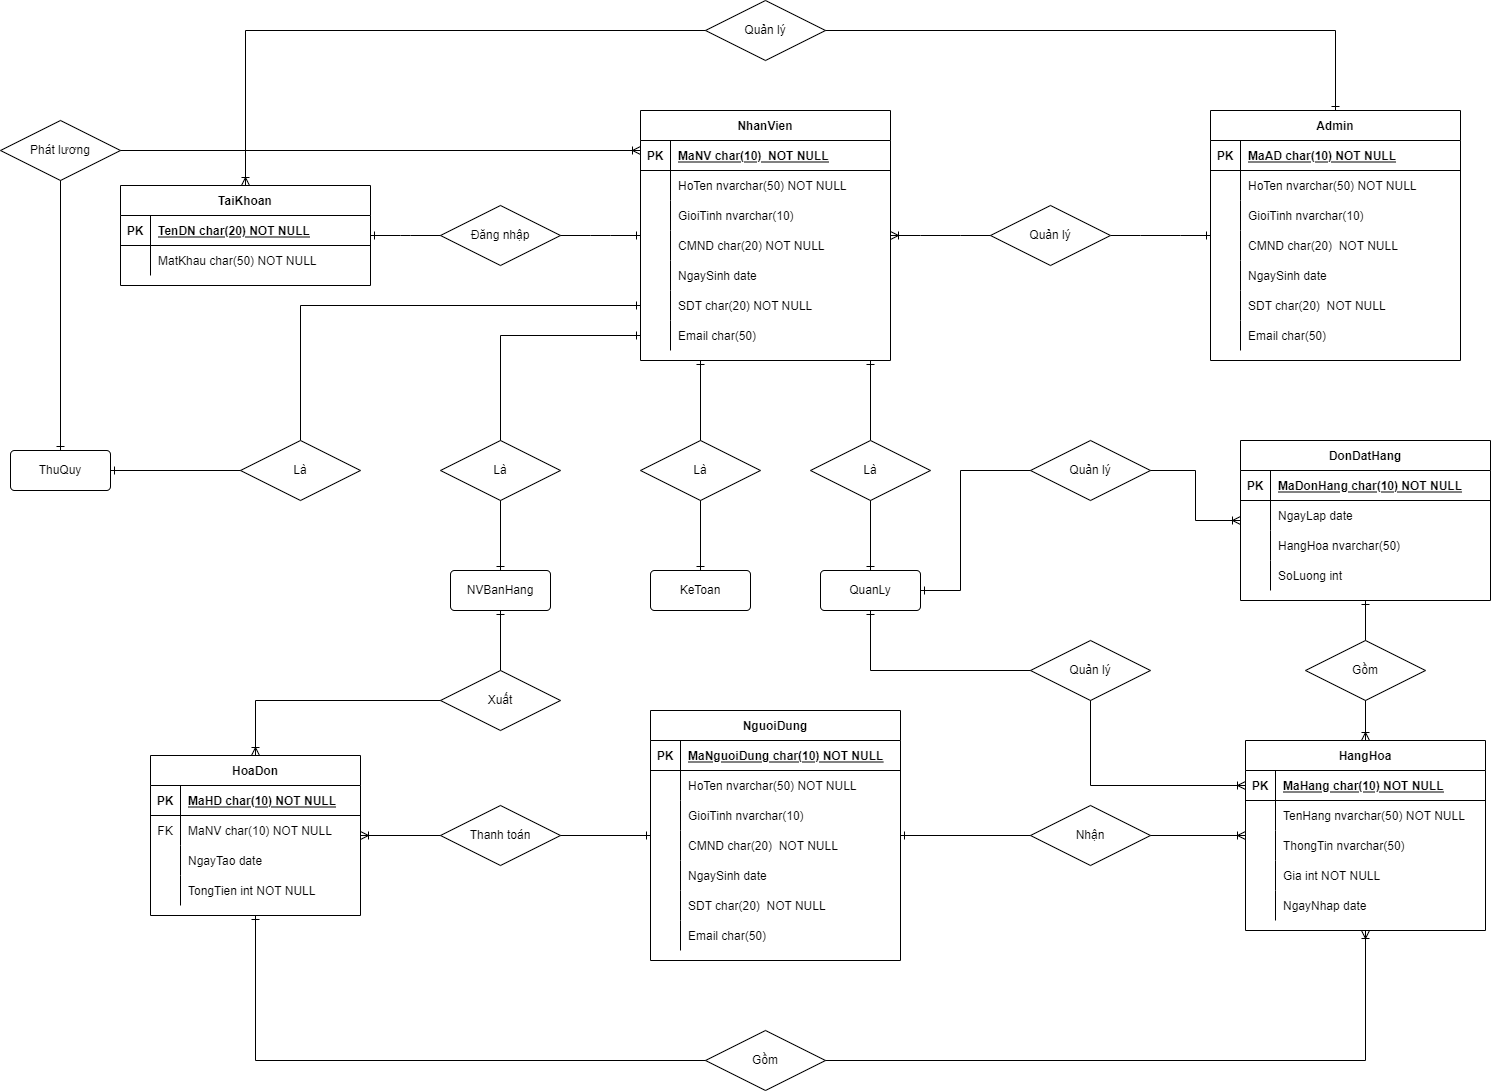 Quản lý
Phát lương
NhanVien
PK MaNV char(10)  NOT NULL
HoTen nvarchar(50) NOT NULL
GioiTinh nvarchar(10)
CMND char(20) NOT NULL
NgaySinh date
SDT char(20) NOT NULL
Email char(50)
Admin
PK MaAD char(10) NOT NULL
HoTen nvarchar(50) NOT NULL
GioiTinh nvarchar(10)
CMND char(20)  NOT NULL
NgaySinh date
SDT char(20)  NOT NULL
Email char(50)
TaiKhoan
PK TenDN char(20) NOT NULL
MatKhau char(50) NOT NULL
Đăng nhập
Quản lý
ThuQuy
Là
Là
Là
Là
Quản lý
DonDatHang
PK MaDonHang char(10) NOT NULL
NgayLap date
HangHoa nvarchar(50)
SoLuong int
NVBanHang
KeToan
QuanLy
Quản lý
Gồm
Xuất
HoaDon
PK MaHD char(10) NOT NULL
FK MaNV char(10) NOT NULL
NgayTao date
TongTien int NOT NULL
Thanh toán
NguoiDung
PK MaNguoiDung char(10) NOT NULL
HoTen nvarchar(50) NOT NULL
GioiTinh nvarchar(10)
CMND char(20)  NOT NULL
NgaySinh date
SDT char(20)  NOT NULL
Email char(50)
Nhận
HangHoa
PK MaHang char(10) NOT NULL
TenHang nvarchar(50) NOT NULL
ThongTin nvarchar(50)
Gia int NOT NULL
NgayNhap date
Gồm